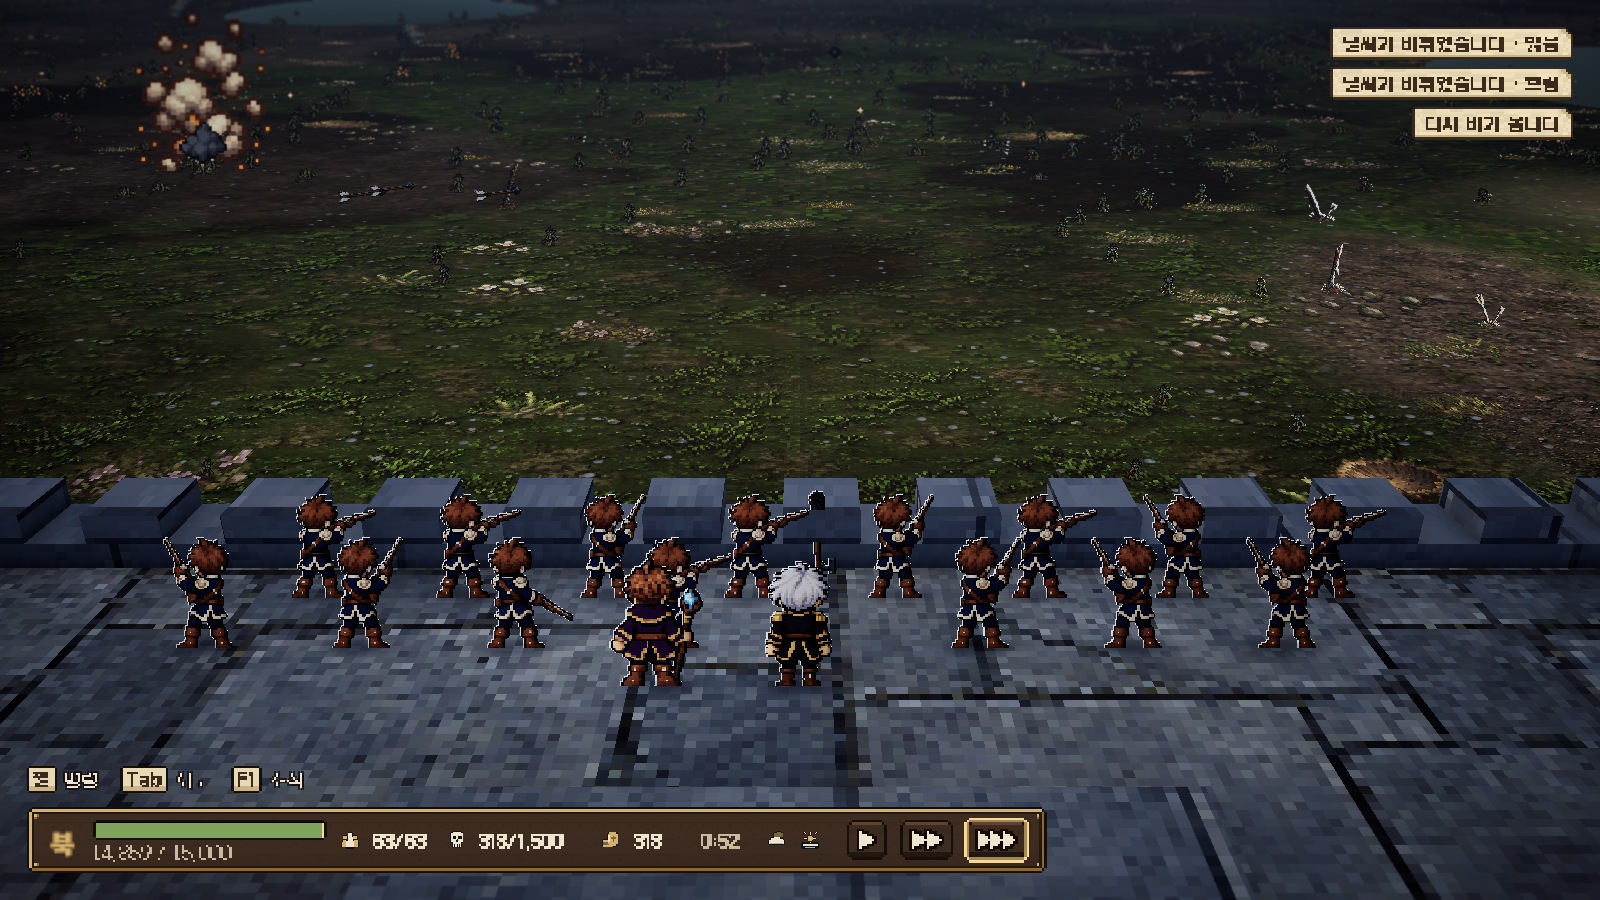 날씨가 바뀌었습니다 · 맑음
날씨가 바뀌었습니다 · 흐림
다시 비가 옵니다
Tab
F1
북
14,859 / 15,000
63/63
318/1,500
318
0:52